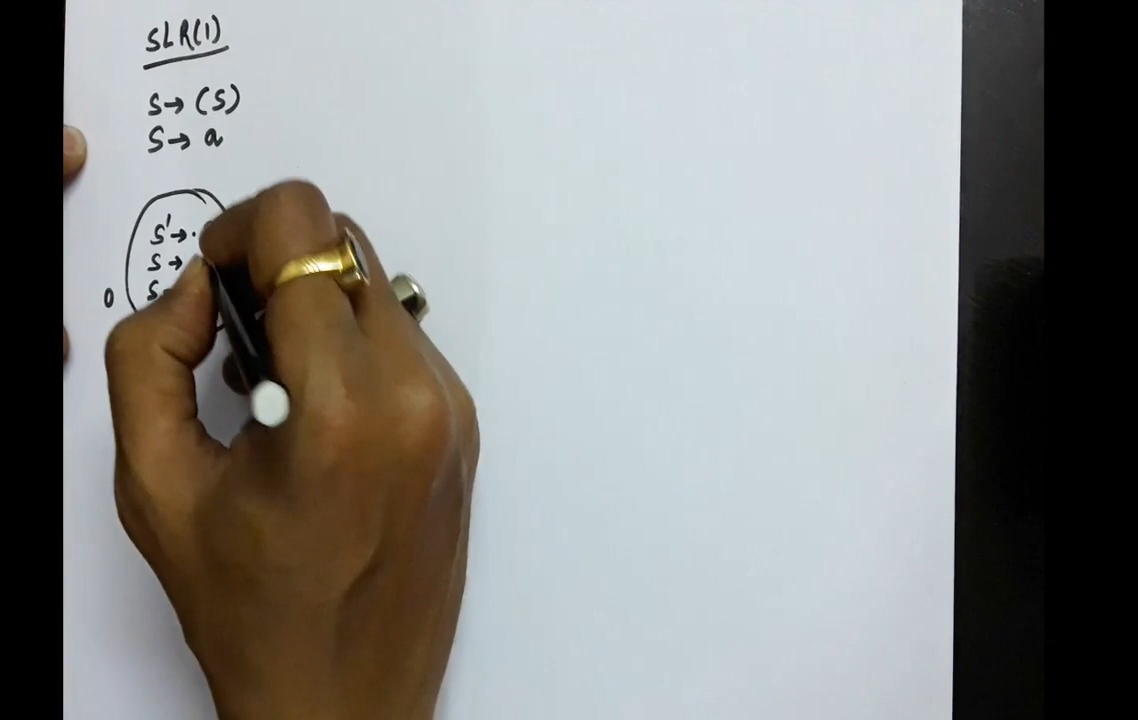 SLR(1)
S→ (S)
S→ a
S'→.
S→
0 S